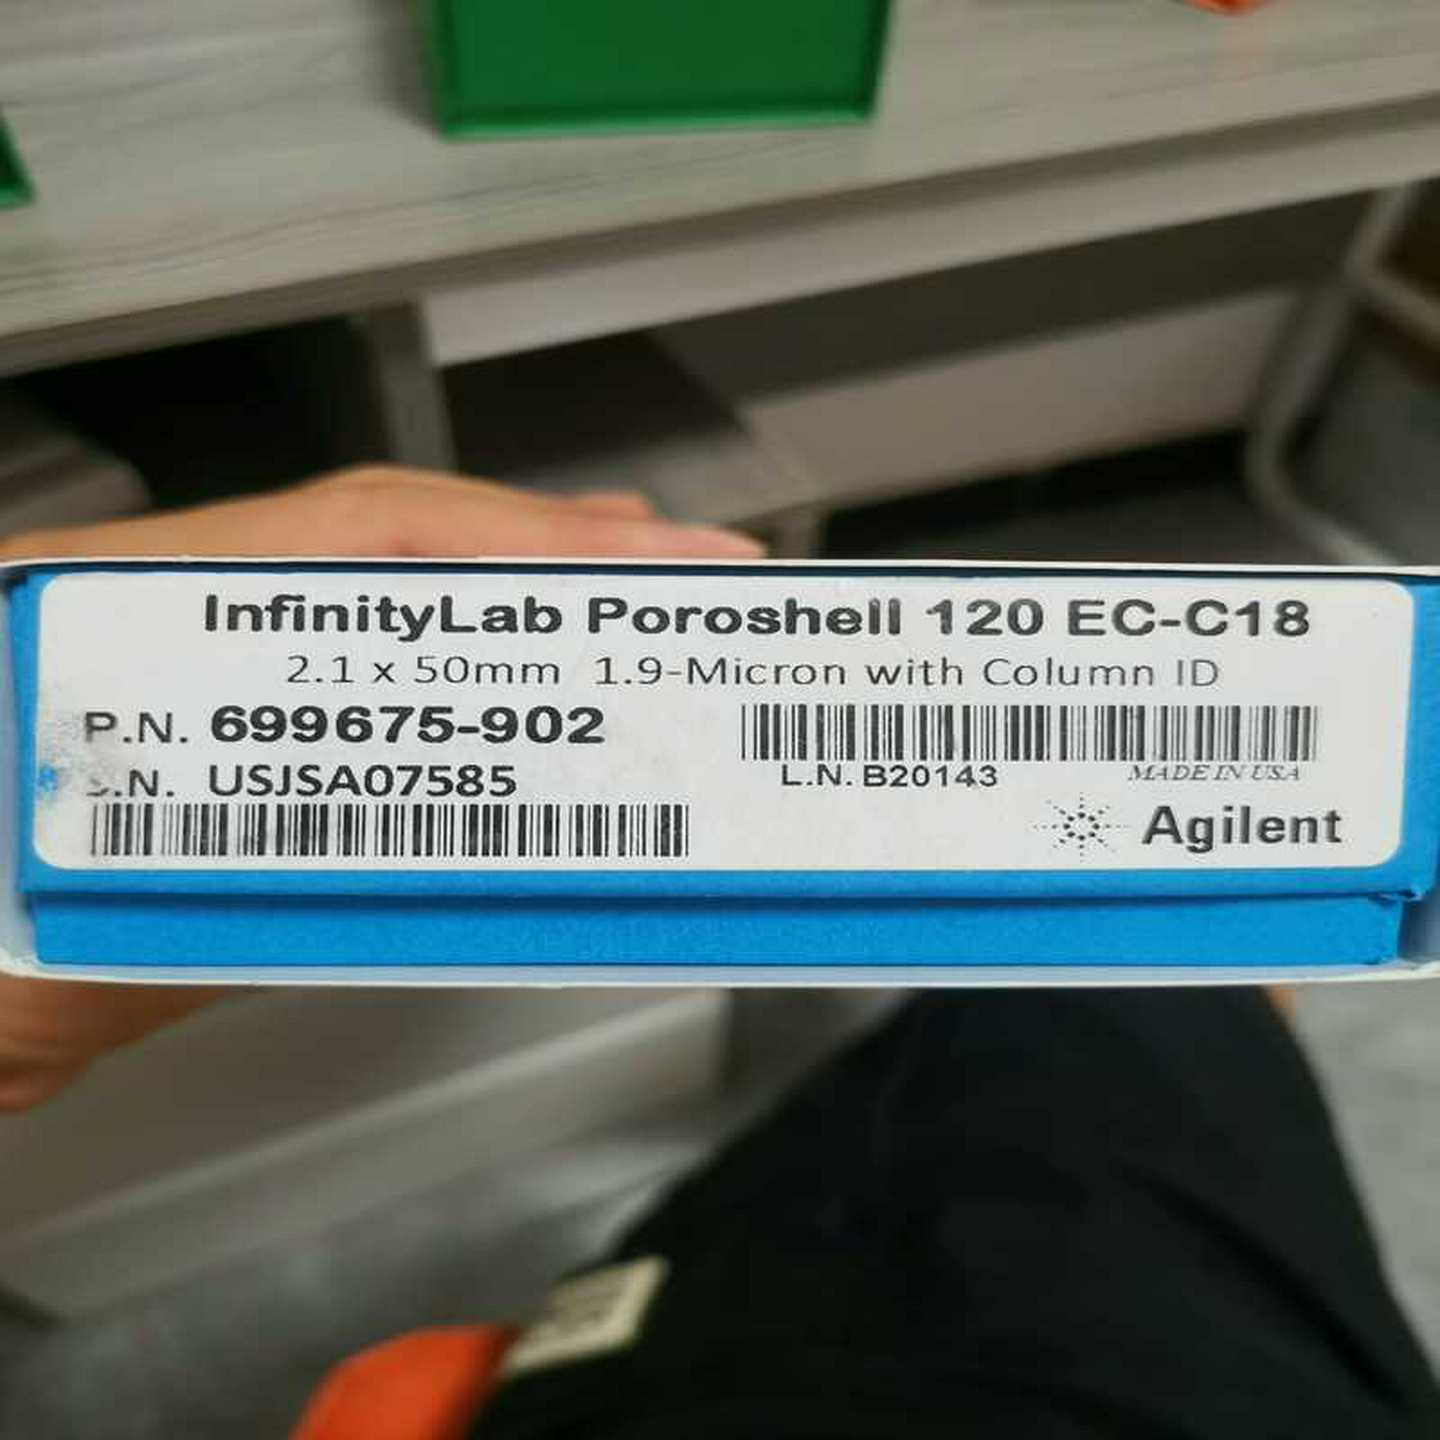 InfinityLab Poroshell 120 EC-C18
2.1 x 50mm 1.9-Micron with Column ID
P.N. 699675-902
S.N. USJSA07585
L.N. B20143
MADE IN USA
Agilent